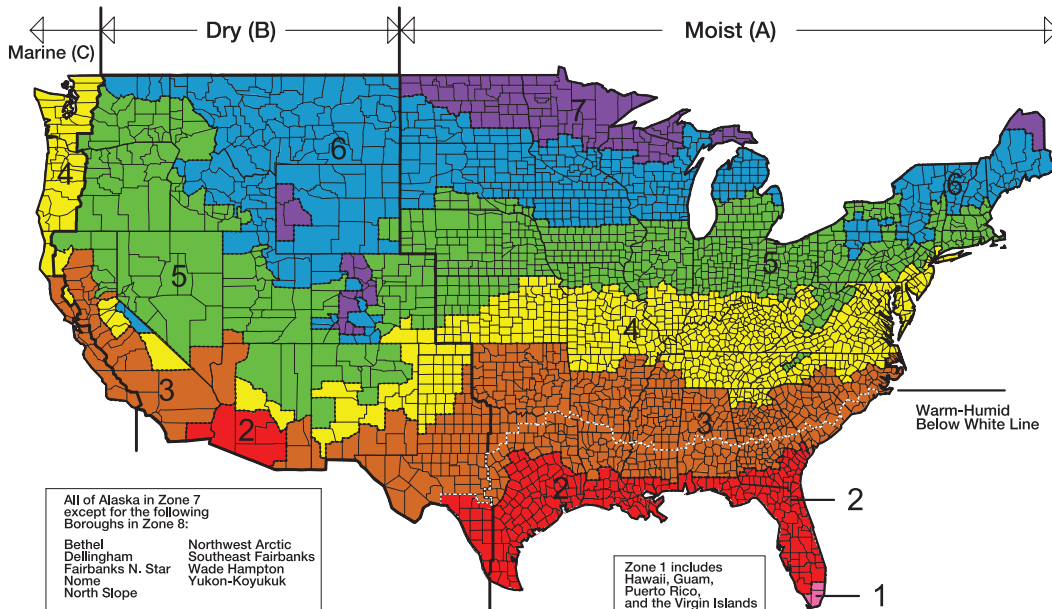 Marine (C)
Dry (B)
Moist (A)
7
6
6
4
5
5
4
3
3
2
2
Warm-Humid
Below White Line
2
1
All of Alaska in Zone 7
except for the following
Boroughs in Zone 8:
Bethel
Dellingham
Fairbanks N. Star
Nome
North Slope
Northwest Arctic
Southeast Fairbanks
Wade Hampton
Yukon-Koyukuk
Zone 1 includes
Hawaii, Guam,
Puerto Rico,
and the Virgin Islands